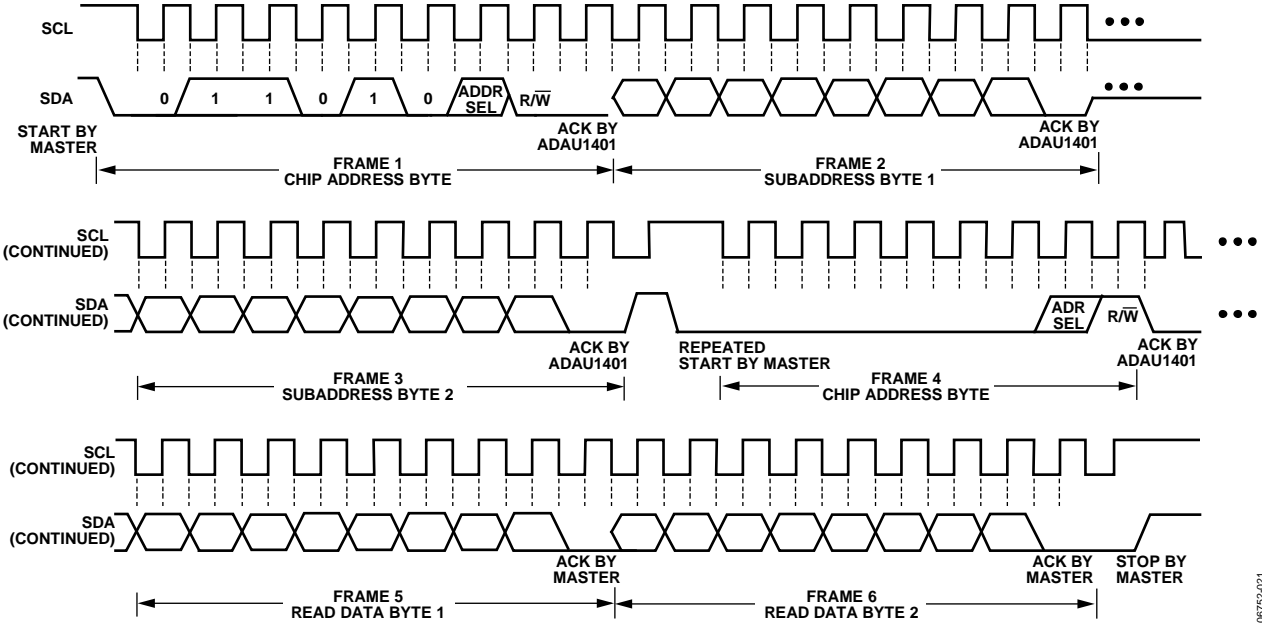 SCL
SDA
0 1 1 0 1 0 ADDR SEL R/W̅
START BY
MASTER
ACK BY
ADAU1401
ACK BY
ADAU1401
FRAME 1
CHIP ADDRESS BYTE
FRAME 2
SUBADDRESS BYTE 1
SCL
(CONTINUED)
SDA
(CONTINUED)
ADR
SEL
R/W̅
ACK BY
ADAU1401
REPEATED
START BY MASTER
ACK BY
ADAU1401
FRAME 3
SUBADDRESS BYTE 2
FRAME 4
CHIP ADDRESS BYTE
SCL
(CONTINUED)
SDA
(CONTINUED)
ACK BY
MASTER
ACK BY
MASTER
STOP BY
MASTER
FRAME 5
READ DATA BYTE 1
FRAME 6
READ DATA BYTE 2
06752-021